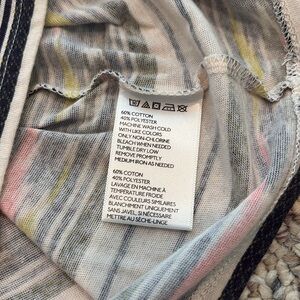 60% COTTON
40% POLYESTER
MACHINE WASH COLD
WITH LIKE COLORS
ONLY NON-CHLORINE
BLEACH WHEN NEEDED
TUMBLE DRY LOW
REMOVE PROMPTLY
MEDIUM IRON AS NEEDED
60% COTON
40% POLYESTER
LAVAGE EN MACHINE À
TEMPÉRATURE FROIDE
AVEC COULEURS SIMILAIRES
BLANCHIMENT UNIQUEMENT
SANS JAVEL, SI NÉCESSAIRE
METTRE AU SÈCHE-LINGE